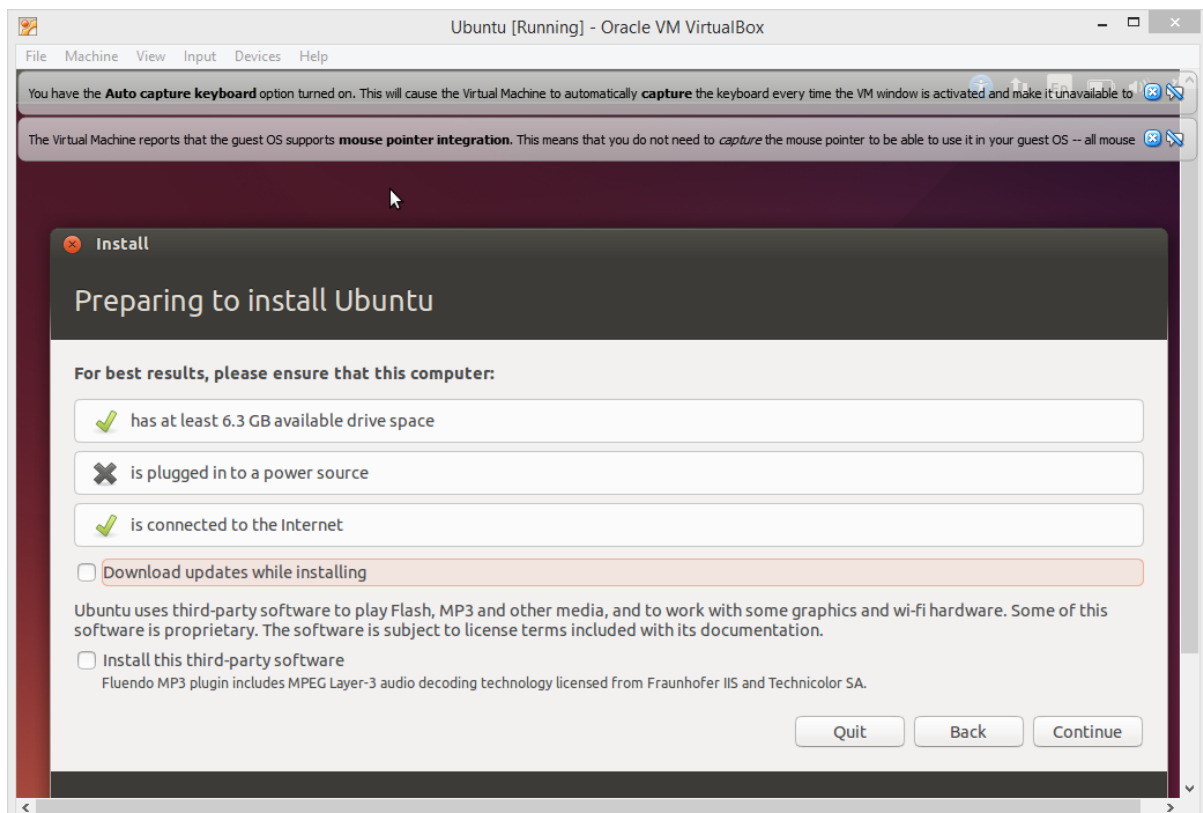 Ubuntu [Running] - Oracle VM VirtualBox
File Machine View Input Devices Help
You have the Auto capture keyboard option turned on. This will cause the Virtual Machine to automatically capture the keyboard every time the VM window is activated and make it unavailable to
The Virtual Machine reports that the guest OS supports mouse pointer integration. This means that you do not need to capture the mouse pointer to be able to use it in your guest OS -- all mouse
Install
Preparing to install Ubuntu
For best results, please ensure that this computer:
has at least 6.3 GB available drive space
is plugged in to a power source
is connected to the Internet
Download updates while installing
Ubuntu uses third-party software to play Flash, MP3 and other media, and to work with some graphics and wi-fi hardware. Some of this
software is proprietary. The software is subject to license terms included with its documentation.
Install this third-party software
Fluendo MP3 plugin includes MPEG Layer-3 audio decoding technology licensed from Fraunhofer IIS and Technicolor SA.
Quit Back Continue